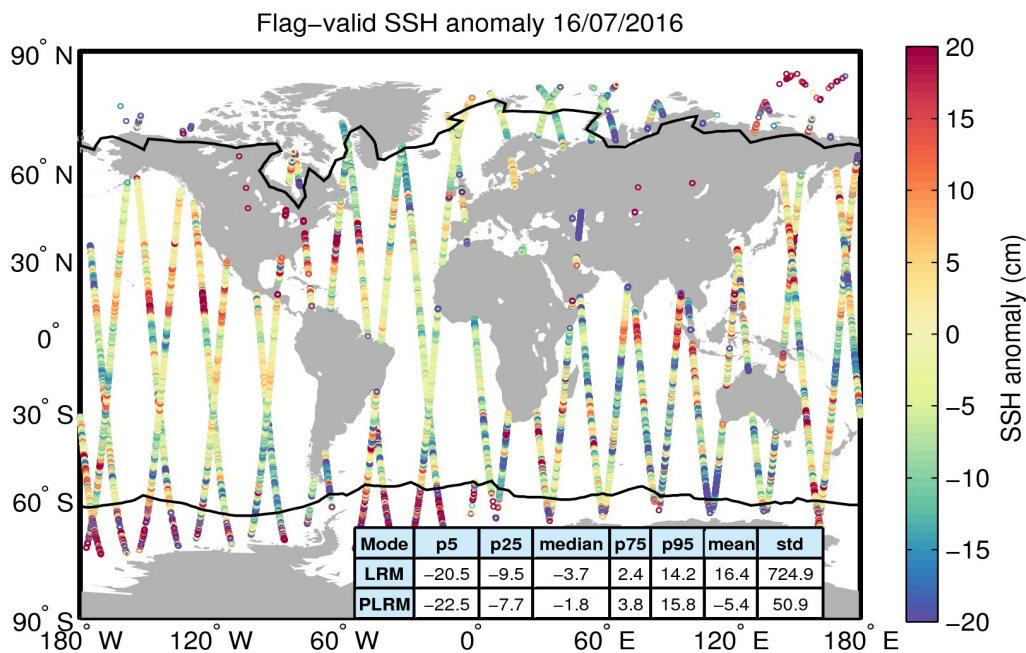 Flag−valid SSH anomaly 16/07/2016
90° N
60° N
30° N
0°
30° S
60° S
90° S
180° W
120° W
60° W
0°
60° E
120° E
180° E
Mode p5 p25 median p75 p95 mean std
LRM −20.5 −9.5 −3.7 2.4 14.2 16.4 724.9
PLRM −22.5 −7.7 −1.8 3.8 15.8 −5.4 50.9
20
15
10
5
0
−5
−10
−15
−20
SSH anomaly (cm)